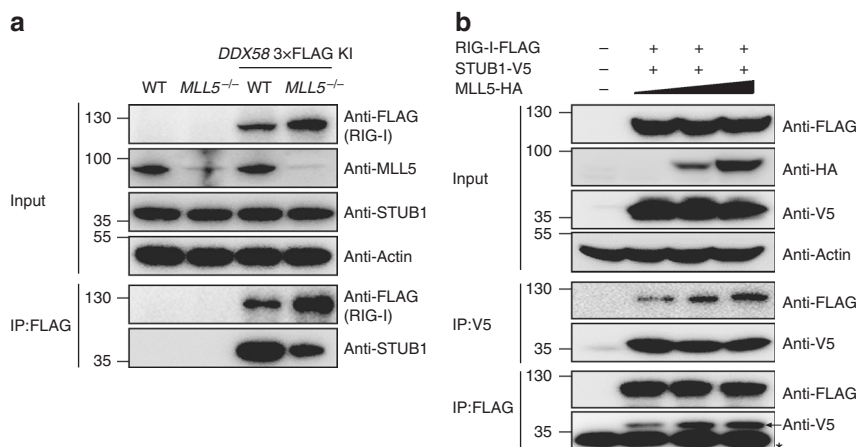 a
DDX58 3×FLAG KI
WT MLL5–/– WT MLL5–/–
Input
130
Anti-FLAG
(RIG-I)
100
Anti-MLL5
35
Anti-STUB1
55
Anti-Actin
IP:FLAG
130
Anti-FLAG
(RIG-I)
35
Anti-STUB1
b
RIG-I-FLAG – + + +
STUB1-V5 – + + +
MLL5-HA –
Input
130
Anti-FLAG
100
Anti-HA
35
Anti-V5
55
Anti-Actin
IP:V5
130
Anti-FLAG
35
Anti-V5
IP:FLAG
130
Anti-FLAG
35
Anti-V5
*